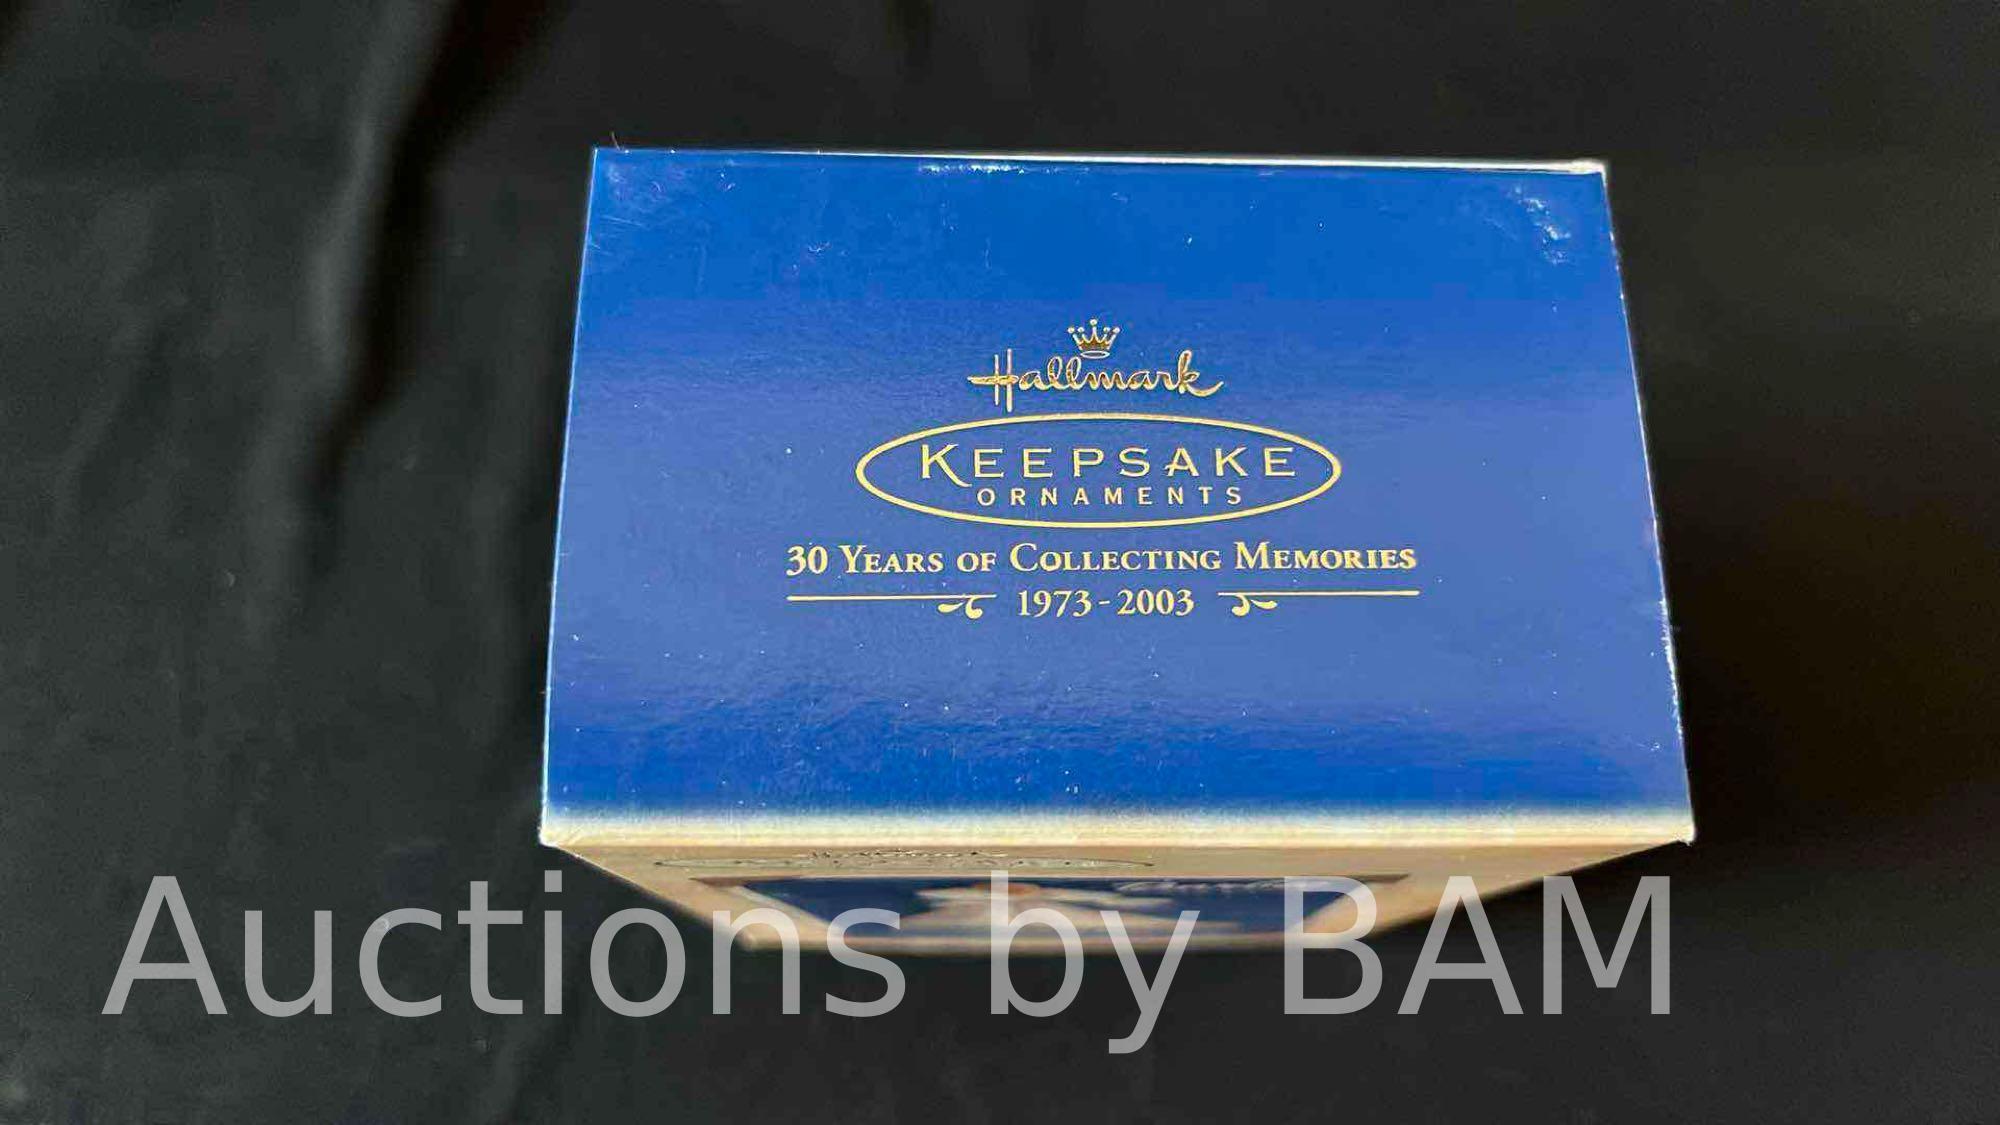 Hallmark
KEEPSAKE
ORNAMENTS
30 YEARS OF COLLECTING MEMORIES
1973-2003
Auctions by BAM